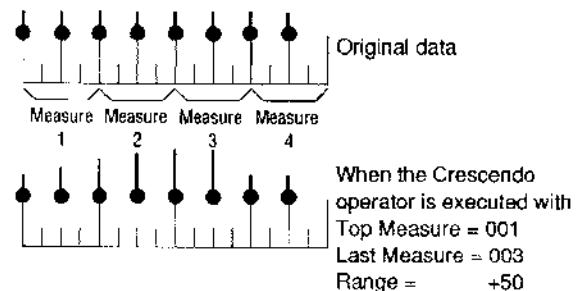 Original data
Measure Measure Measure Measure
1 2 3 4
When the Crescendo
operator is executed with
Top Measure = 001
Last Measure = 003
Range = +50